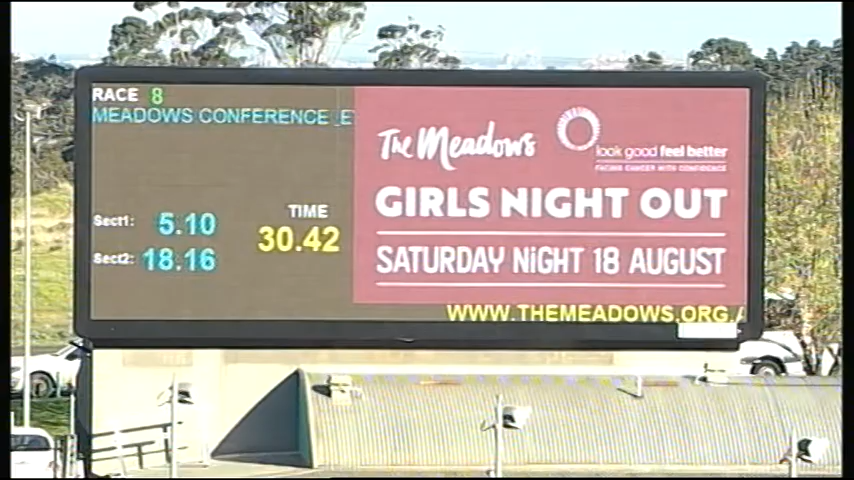 RACE 8
MEADOWS CONFERENCE
Sect1: 5.10
Sect2: 18.16
TIME
30.42
The Meadows
look good feel better
FACING CANCER WITH CONFIDENCE
GIRLS NIGHT OUT
SATURDAY NiGHT 18 AUGUST
WWW.THEMEADOWS.ORG.